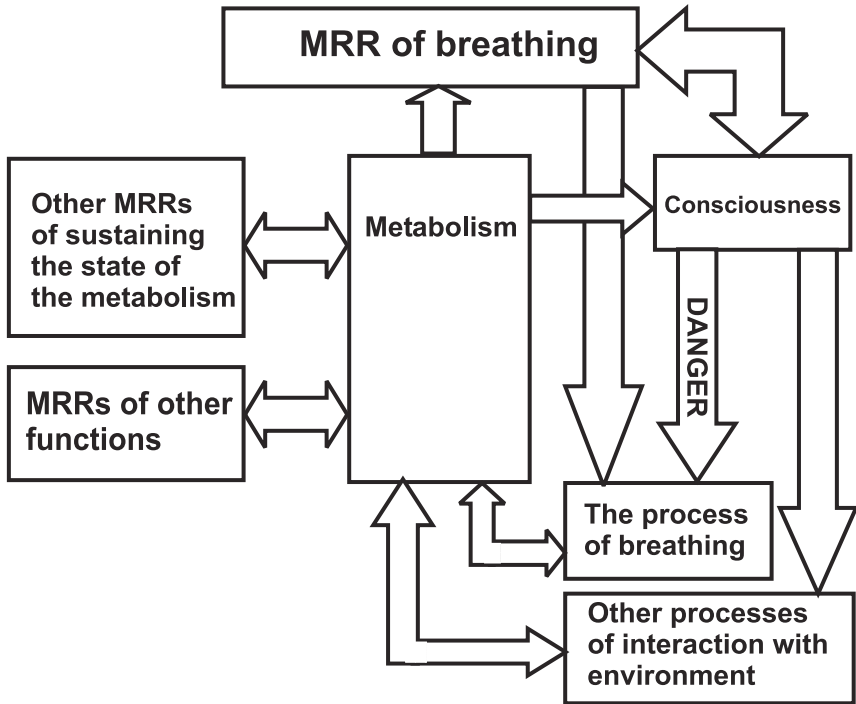 MRR of breathing
Other MRRs
of sustaining
the state of
the metabolism
Metabolism
Consciousness
MRRs of other
functions
DANGER
The process
of breathing
Other processes
of interaction with
environment